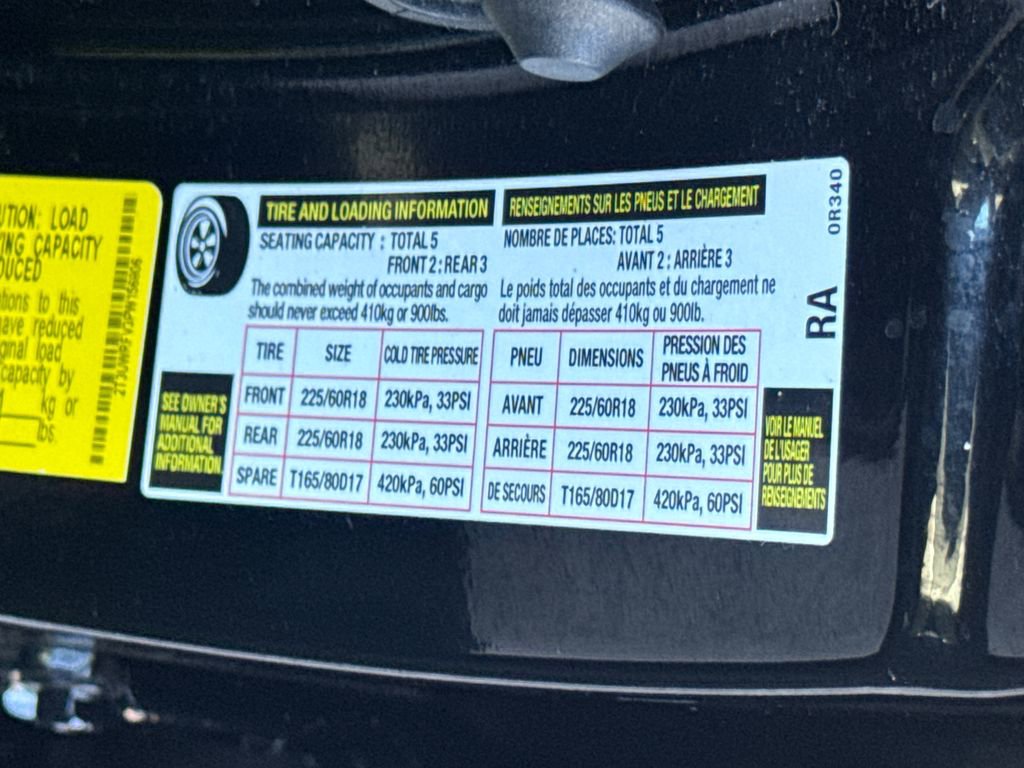 UTION: LOAD
ING CAPACITY
DUCED
tions to this
have reduced
ginal load
capacity by
kg or
lbs.
TIRE AND LOADING INFORMATION
SEATING CAPACITY : TOTAL 5
FRONT 2 : REAR 3
The combined weight of occupants and cargo
should never exceed 410kg or 900lbs.
TIRE SIZE COLD TIRE PRESSURE
FRONT 225/60R18 230kPa, 33PSI
REAR 225/60R18 230kPa, 33PSI
SPARE T165/80D17 420kPa, 60PSI
SEE OWNER'S
MANUAL FOR
ADDITIONAL
INFORMATION
RENSEIGNEMENTS SUR LES PNEUS ET LE CHARGEMENT
NOMBRE DE PLACES: TOTAL 5
AVANT 2 : ARRIÈRE 3
Le poids total des occupants et du chargement ne
doit jamais dépasser 410kg ou 900lb.
PNEU DIMENSIONS PRESSION DES
PNEUS À FROID
AVANT 225/60R18 230kPa, 33PSI
ARRIÈRE 225/60R18 230kPa, 33PSI
DE SECOURS T165/80D17 420kPa, 60PSI
VOIR LE MANUEL
DE L'USAGER
POUR PLUS DE
RENSEIGNEMENTS
0R340
RA